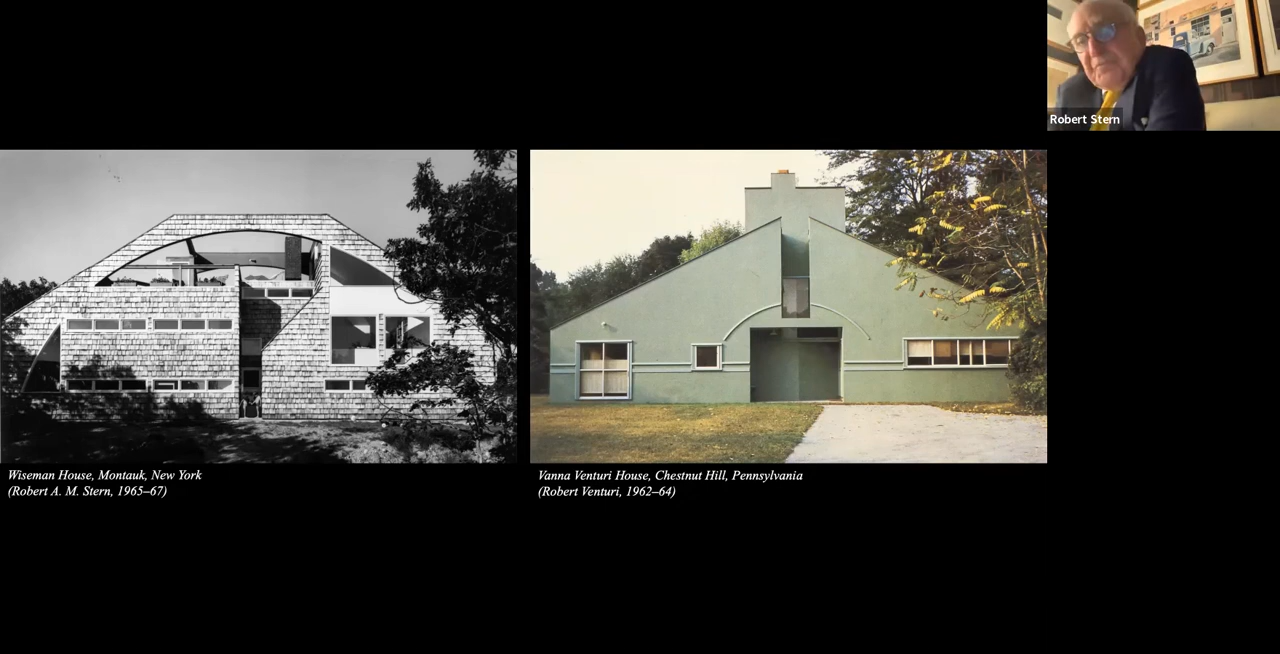 Robert Stern
Wiseman House, Montauk, New York
(Robert A. M. Stern, 1965–67)
Vanna Venturi House, Chestnut Hill, Pennsylvania
(Robert Venturi, 1962–64)